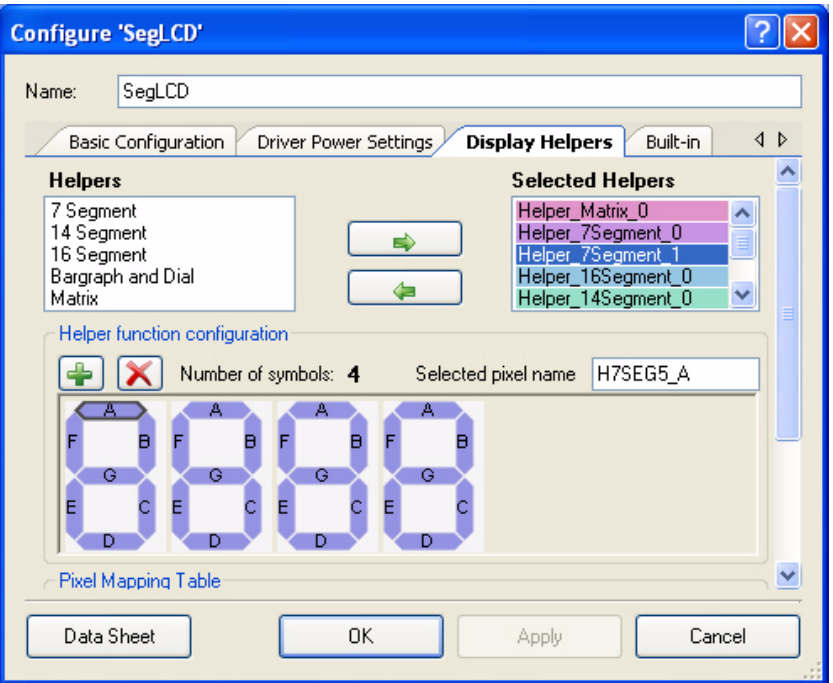 Configure 'SegLCD'
Name: SegLCD
Basic Configuration Driver Power Settings Display Helpers Built-in
Helpers Selected Helpers
7 Segment Helper_Matrix_0
14 Segment Helper_7Segment_0
16 Segment Helper_7Segment_1
Bargraph and Dial Helper_16Segment_0
Matrix Helper_14Segment_0
Helper function configuration
Number of symbols: 4 Selected pixel name H7SEG5_A
A A A A
F B F B F B F B
G G G G
E C E C E C E C
D D D D
Pixel Mapping Table
Data Sheet OK Apply Cancel